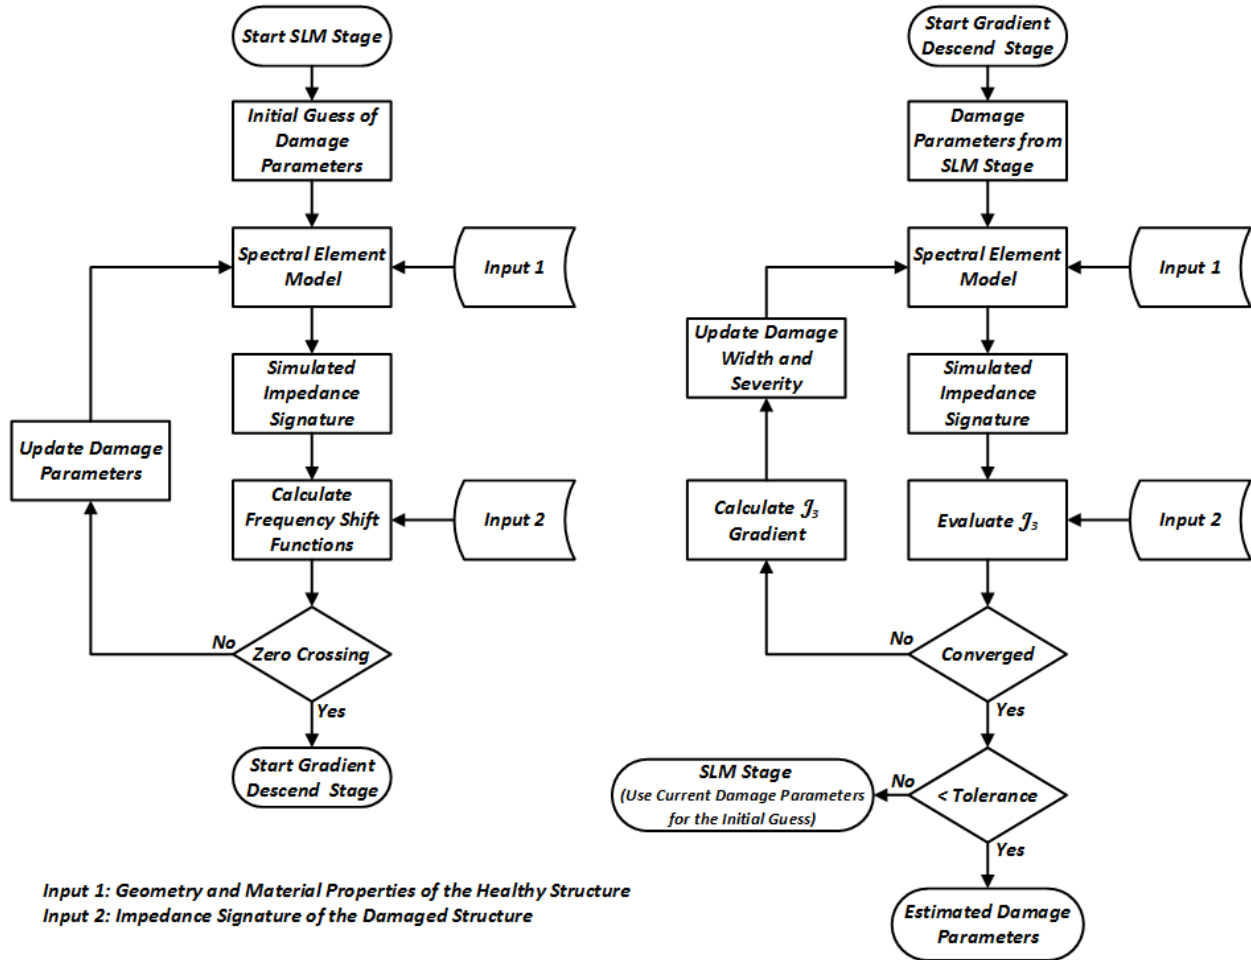 Start SLM Stage
Initial Guess of
Damage
Parameters
Spectral Element
Model
Input 1
Simulated
Impedance
Signature
Update Damage
Parameters
Calculate
Frequency Shift
Functions
Input 2
No
Zero Crossing
Yes
Start Gradient
Descend Stage
Start Gradient
Descend Stage
Damage
Parameters from
SLM Stage
Spectral Element
Model
Input 1
Update Damage
Width and
Severity
Simulated
Impedance
Signature
Calculate 𝒥₃
Gradient
Evaluate 𝒥₃
Input 2
No
Converged
Yes
SLM Stage
(Use Current Damage Parameters
for the Initial Guess)
No
< Tolerance
Yes
Estimated Damage
Parameters
Input 1: Geometry and Material Properties of the Healthy Structure
Input 2: Impedance Signature of the Damaged Structure